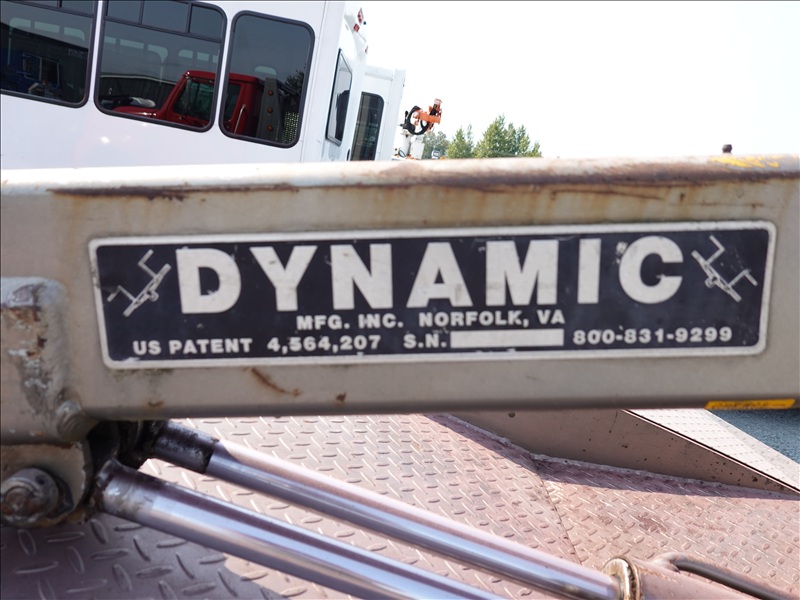 DYNAMIC
MFG. INC. NORFOLK, VA
US PATENT 4,564,207 S.N. 800-831-9299